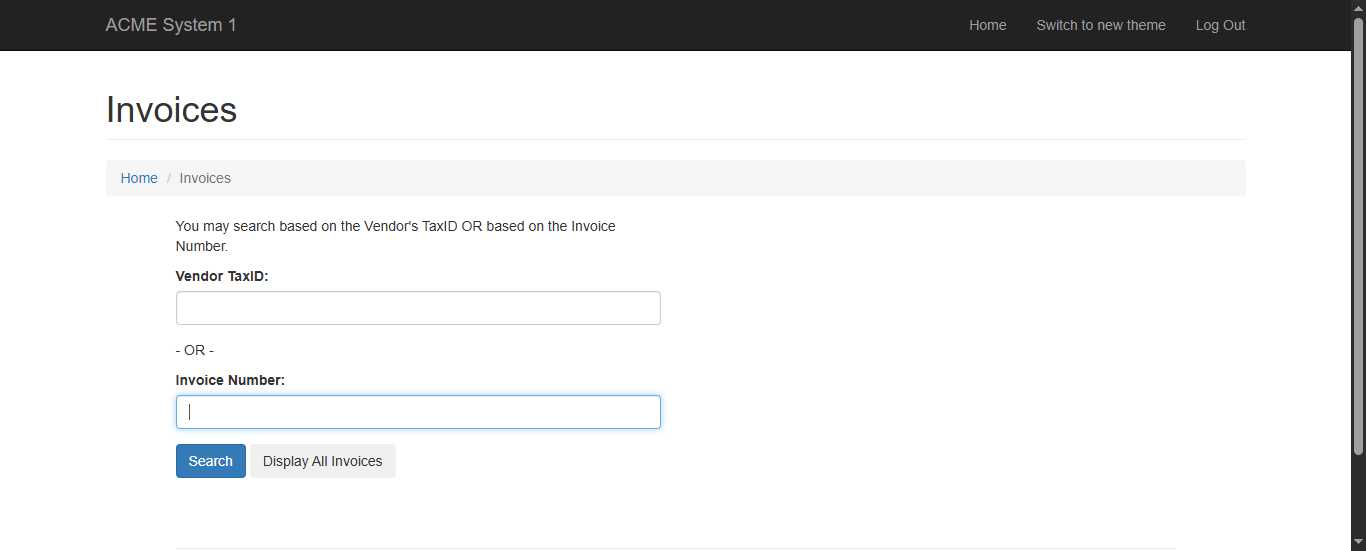 ACME System 1
Home
Switch to new theme
Log Out
Invoices
Home / Invoices
You may search based on the Vendor's TaxID OR based on the Invoice
Number.
Vendor TaxID:
- OR -
Invoice Number:
Search
Display All Invoices